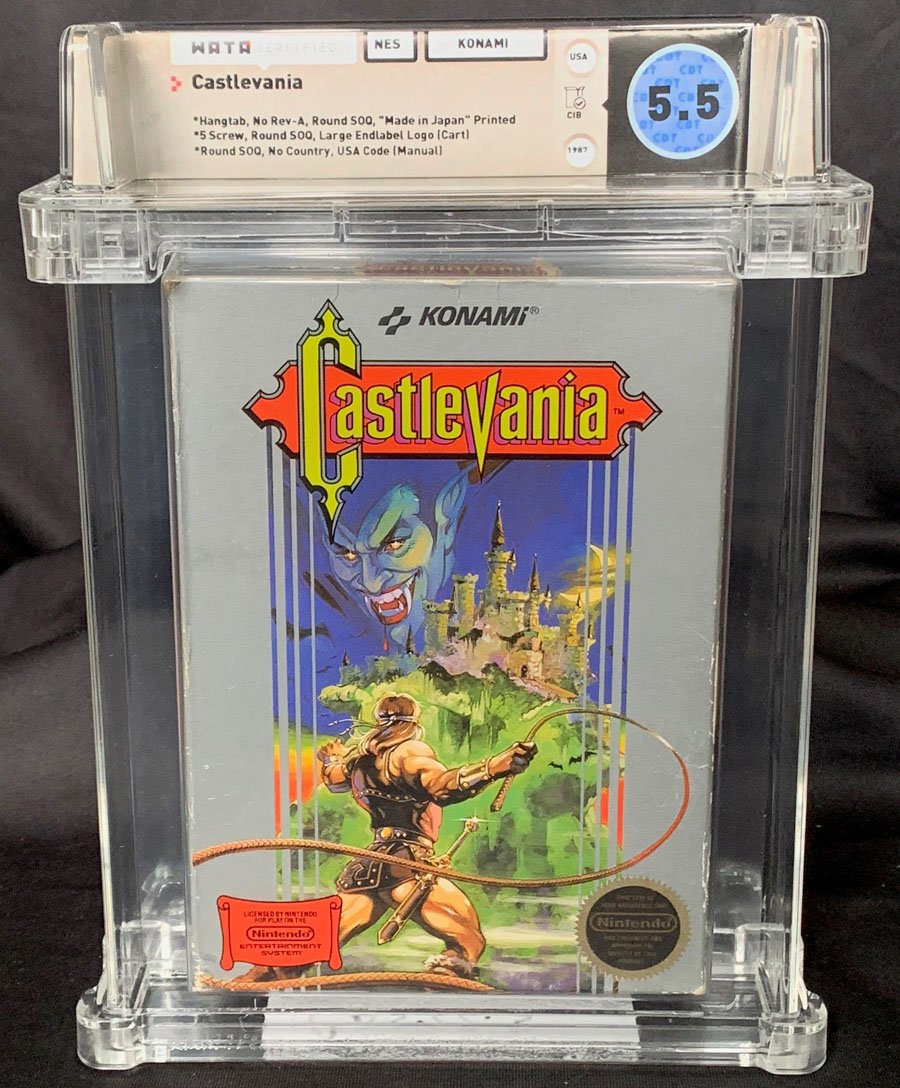 WATA CERTIFIED
NES
KONAMI
USA
Castlevania
CIB
1987
*Hangtab, No Rev-A, Round SOQ, "Made in Japan" Printed
*5 Screw, Round SOQ, Large Endlabel Logo (Cart)
*Round SOQ, No Country, USA Code (Manual)
CDT
5.5
KONAMI®
Castlevania™
LICENSED BY NINTENDO
FOR PLAY ON THE
Nintendo
ENTERTAINMENT
SYSTEM
Nintendo